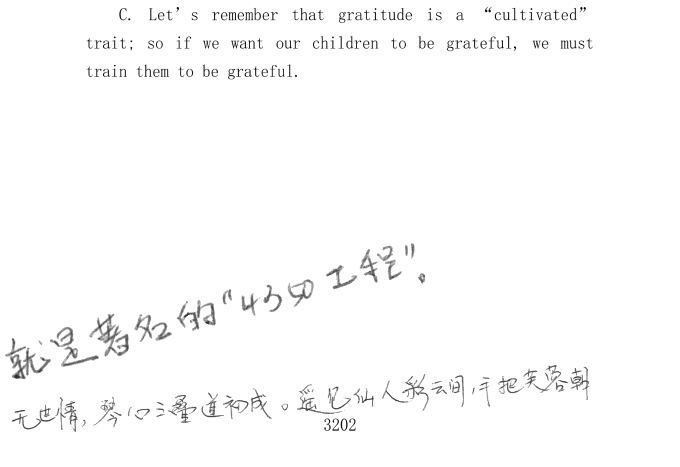 C. Let's remember that gratitude is a “cultivated”
trait; so if we want our children to be grateful, we must
train them to be grateful.
就是著名的“4350工程”。
无世情,琴心三叠道初成。遥见仙人彩云间,手把芙蓉朝
3202